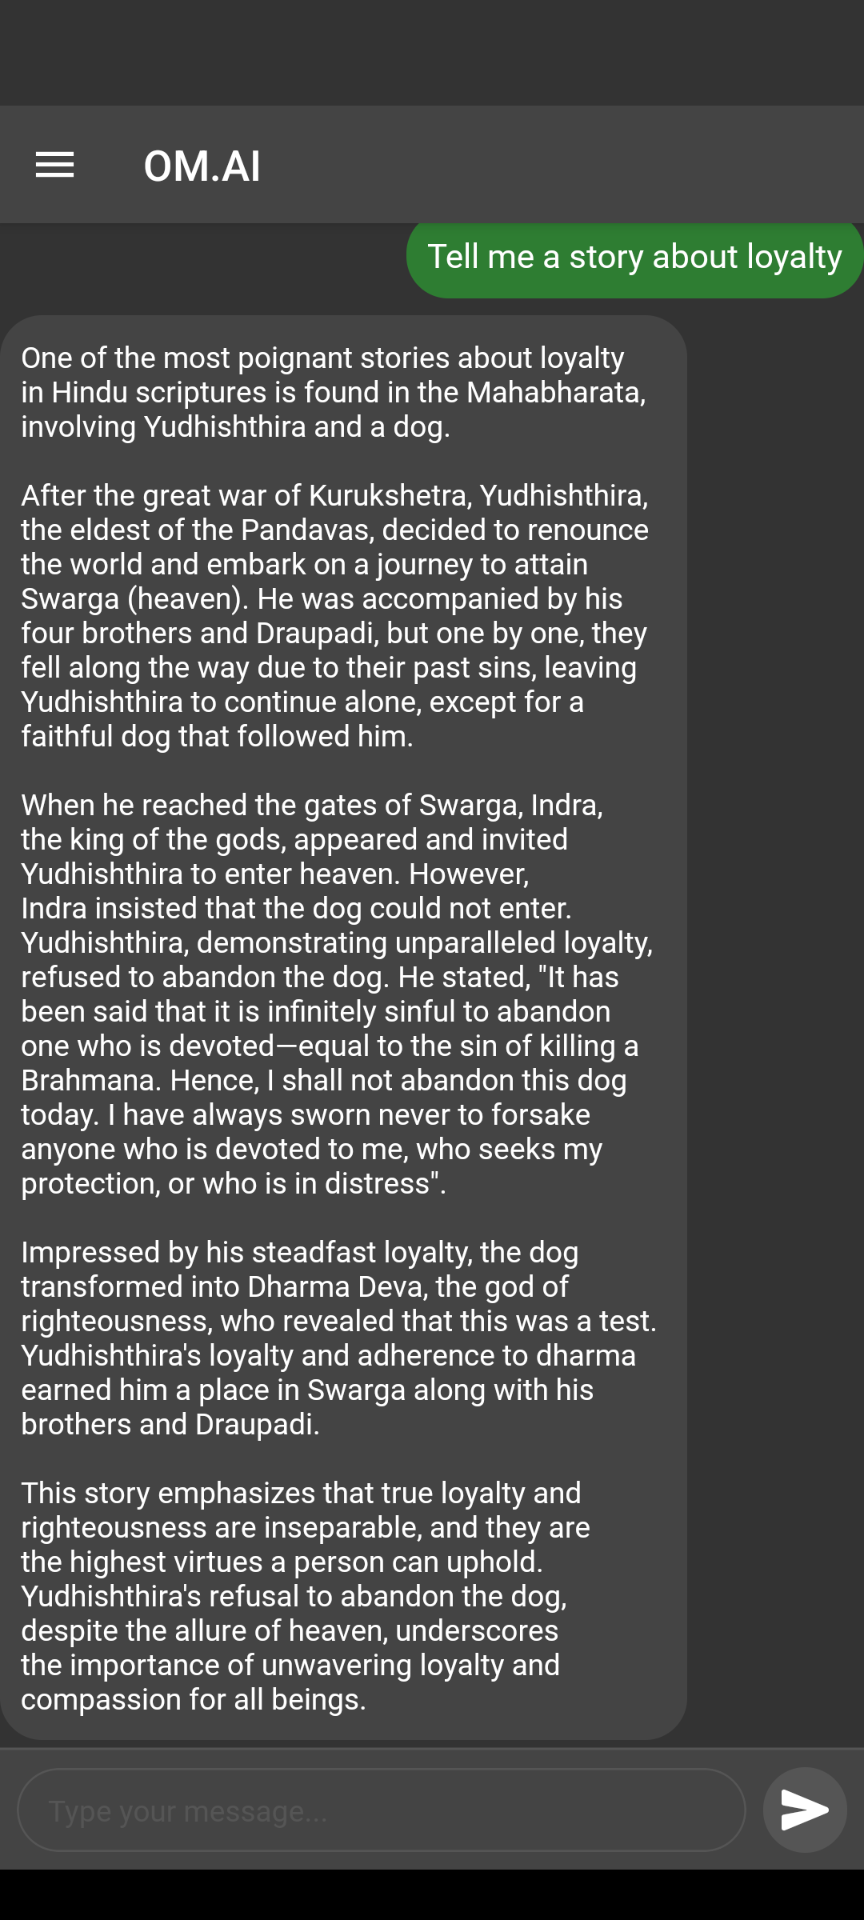 OM.AI
Tell me a story about loyalty
One of the most poignant stories about loyalty
in Hindu scriptures is found in the Mahabharata,
involving Yudhishthira and a dog.
After the great war of Kurukshetra, Yudhishthira,
the eldest of the Pandavas, decided to renounce
the world and embark on a journey to attain
Swarga (heaven). He was accompanied by his
four brothers and Draupadi, but one by one, they
fell along the way due to their past sins, leaving
Yudhishthira to continue alone, except for a
faithful dog that followed him.
When he reached the gates of Swarga, Indra,
the king of the gods, appeared and invited
Yudhishthira to enter heaven. However,
Indra insisted that the dog could not enter.
Yudhishthira, demonstrating unparalleled loyalty,
refused to abandon the dog. He stated, "It has
been said that it is infinitely sinful to abandon
one who is devoted—equal to the sin of killing a
Brahmana. Hence, I shall not abandon this dog
today. I have always sworn never to forsake
anyone who is devoted to me, who seeks my
protection, or who is in distress".
Impressed by his steadfast loyalty, the dog
transformed into Dharma Deva, the god of
righteousness, who revealed that this was a test.
Yudhishthira's loyalty and adherence to dharma
earned him a place in Swarga along with his
brothers and Draupadi.
This story emphasizes that true loyalty and
righteousness are inseparable, and they are
the highest virtues a person can uphold.
Yudhishthira's refusal to abandon the dog,
despite the allure of heaven, underscores
the importance of unwavering loyalty and
compassion for all beings.
Type your message...